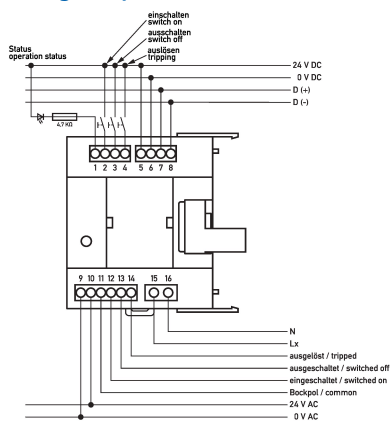 einschalten
switch on
ausschalten
switch off
auslösen
tripping
Status
operation status
24 V DC
0 V DC
D (+)
D (-)
4,7 KΩ
1 2 3 4 5 6 7 8
9 10 11 12 13 14 15 16
N
Lx
ausgelöst / tripped
ausgeschaltet / switched off
eingeschaltet / switched on
Bockpol / common
24 V AC
0 V AC